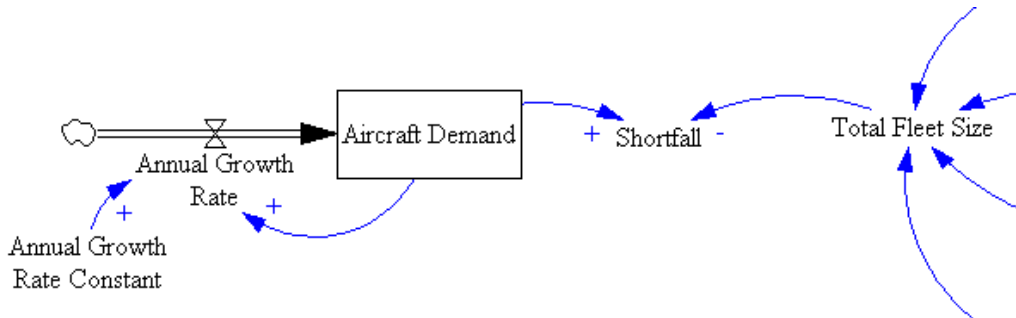 Aircraft Demand
+ Shortfall -
Total Fleet Size
Annual Growth
Rate
+
+
Annual Growth
Rate Constant